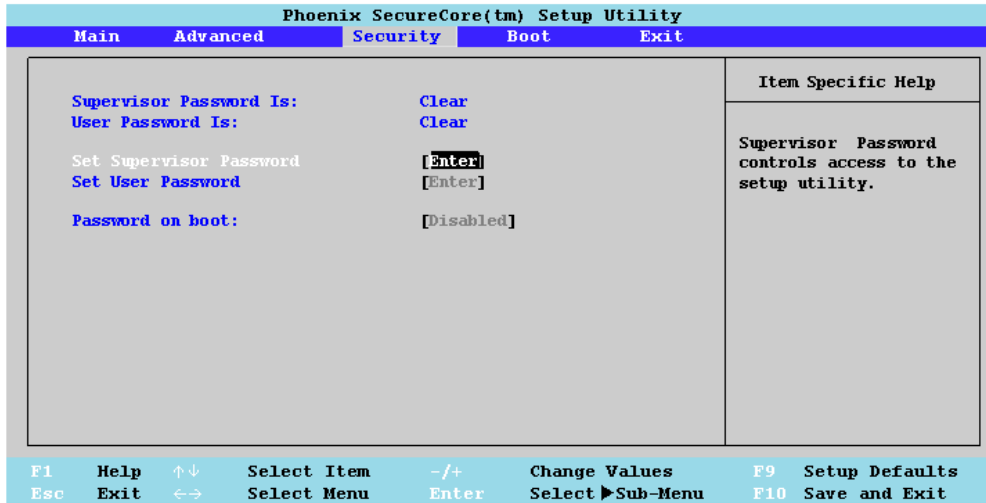 Phoenix SecureCore(tm) Setup Utility
Main Advanced Security Boot Exit
Item Specific Help
Supervisor Password Is: Clear
User Password Is: Clear
Supervisor Password
controls access to the
setup utility.
Set Supervisor Password [Enter]
Set User Password [Enter]
Password on boot: [Disabled]
F1 Help ↑↓ Select Item -/+ Change Values F9 Setup Defaults
Esc Exit ←→ Select Menu Enter Select ▶Sub-Menu F10 Save and Exit